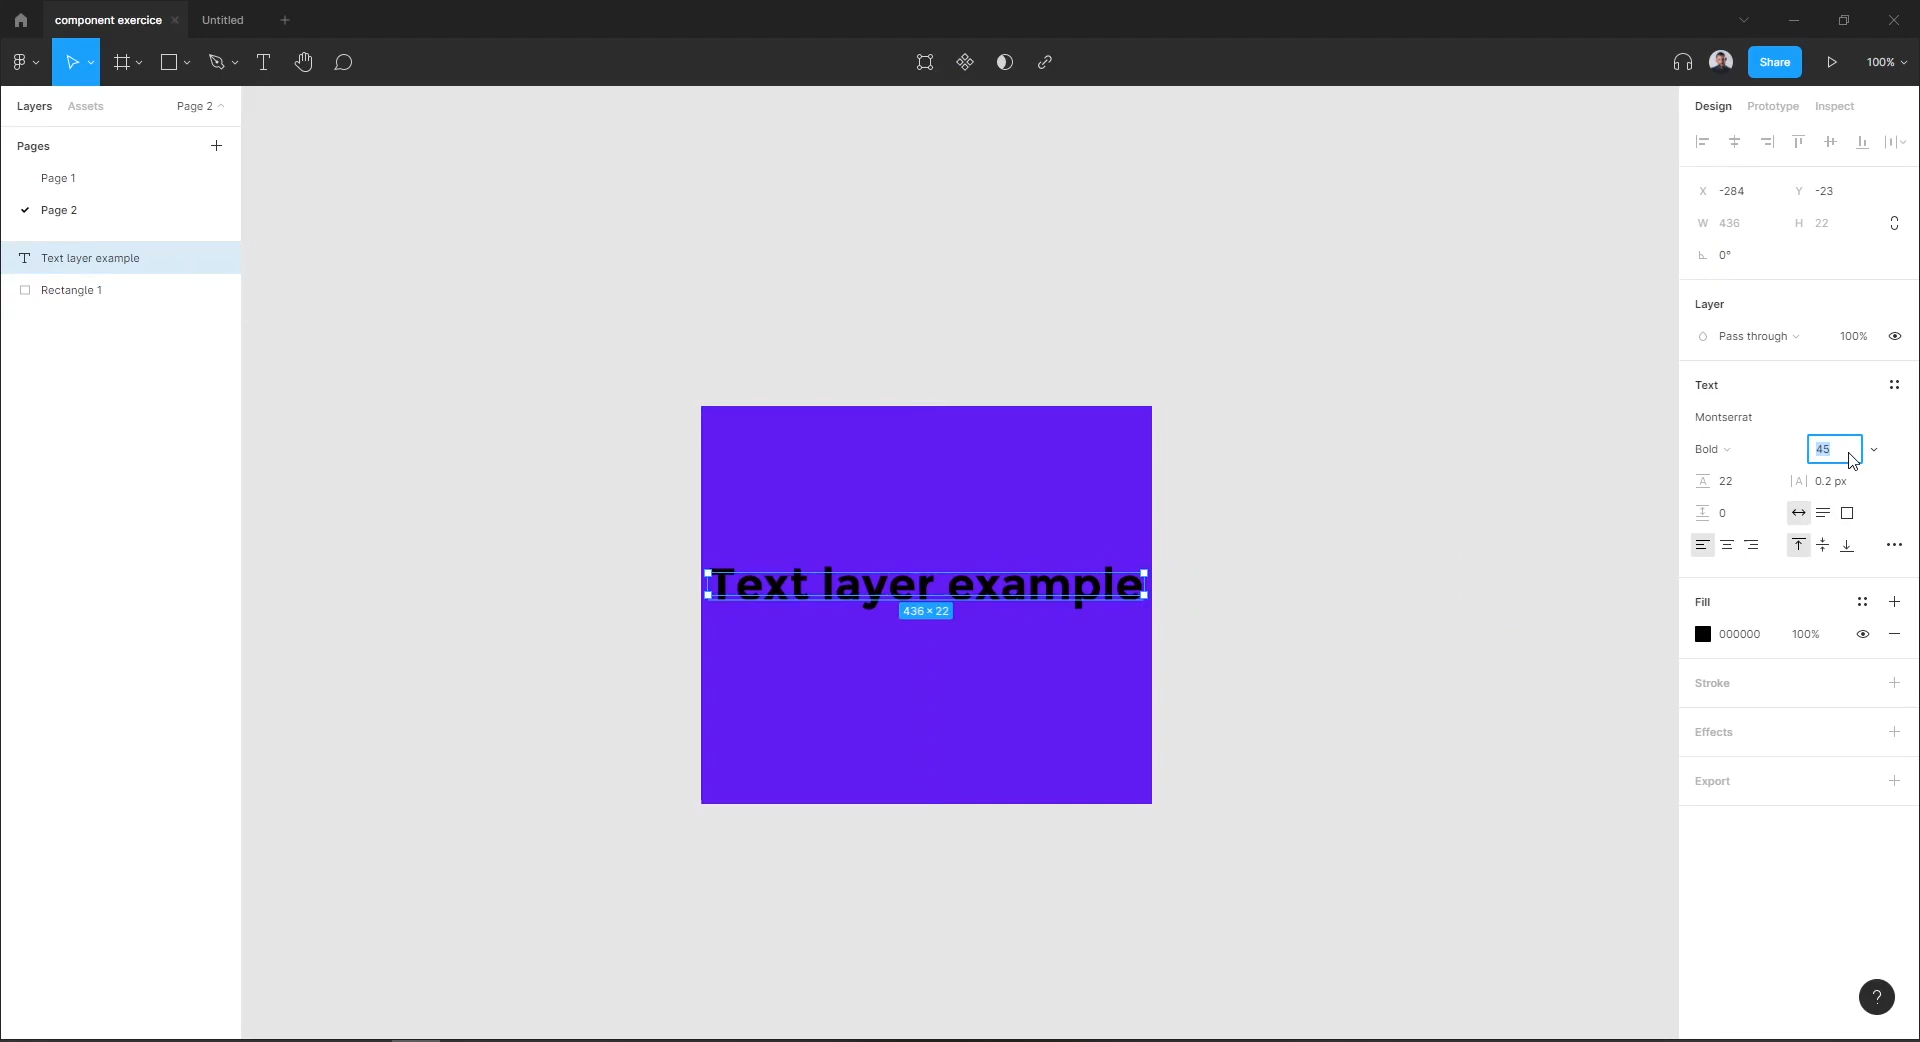 component exercice
Untitled
Share
100%
Layers
Assets
Page 2
Design
Prototype
Inspect
Pages
Page 1
Page 2
Text layer example
Rectangle 1
X -284
Y -23
W 436
H 22
0°
Layer
Pass through
100%
Text
Montserrat
Bold
45
A 22
|A| 0.2 px
0
Text layer example
436 × 22
Fill
000000
100%
Stroke
Effects
Export
?